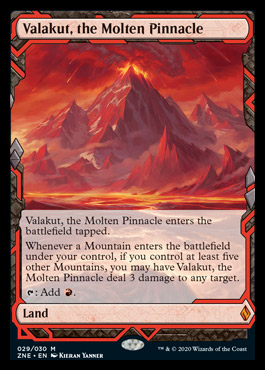 Valakut, the Molten Pinnacle
Valakut, the Molten Pinnacle enters the
battlefield tapped.
Whenever a Mountain enters the battlefield
under your control, if you control at least five
other Mountains, you may have Valakut, the
Molten Pinnacle deal 3 damage to any target.
: Add .
Land
029/030 M
ZNE • EN KIERAN YANNER
™ & © 2020 Wizards of the Coast